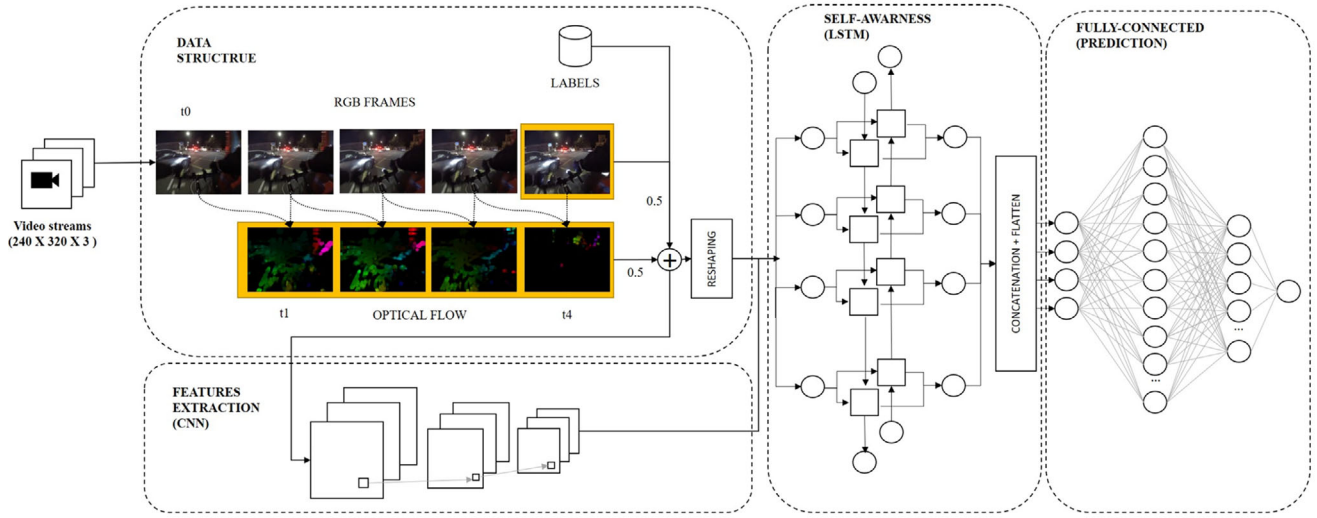 DATA
STRUCTRUE
LABELS
RGB FRAMES
t0
0.5
Video streams
(240 X 320 X 3 )
0.5
RESHAPING
t1
OPTICAL FLOW
t4
FEATURES
EXTRACTION
(CNN)
SELF-AWARNESS
(LSTM)
CONCATENATION + FLATTEN
FULLY-CONNECTED
(PREDICTION)
...
...